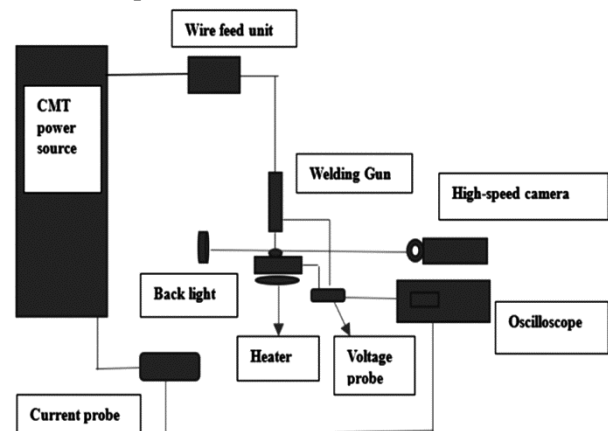 Wire feed unit
CMT
power
source
Welding Gun
High-speed camera
Back light
Oscilloscope
Heater
Voltage
probe
Current probe